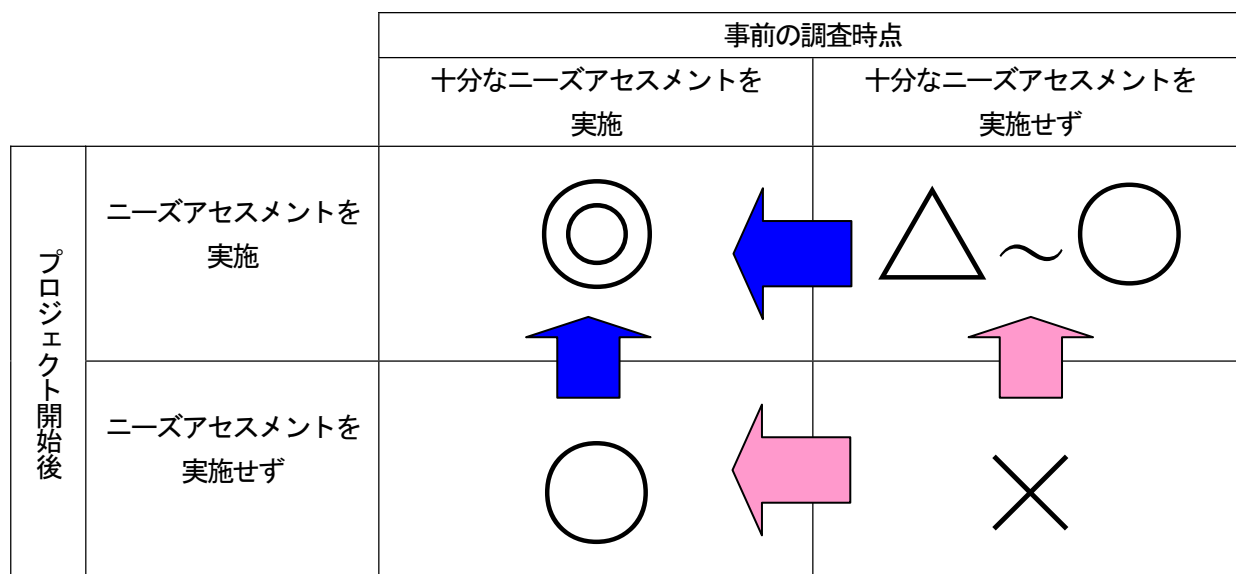 事前の調査時点
十分なニーズアセスメントを
実施
十分なニーズアセスメントを
実施せず
プロジェクト開始後
ニーズアセスメントを
実施
◎
△～○
ニーズアセスメントを
実施せず
○
×